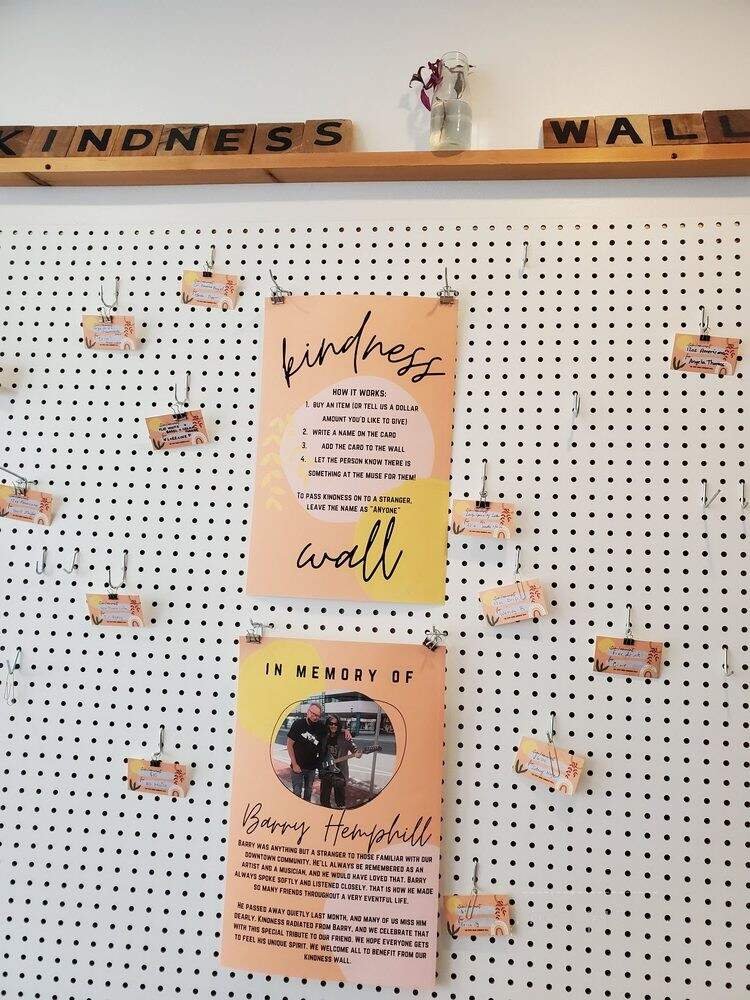 KINDNESS WALL
kindness
HOW IT WORKS:
1. BUY AN ITEM (OR TELL US A DOLLAR
AMOUNT YOU'D LIKE TO GIVE)
2. WRITE A NAME ON THE CARD
3. ADD THE CARD TO THE WALL
4. LET THE PERSON KNOW THERE IS
SOMETHING AT THE MUSE FOR THEM!
TO PASS KINDNESS ON TO A STRANGER,
LEAVE THE NAME AS "ANYONE"
wall
12oz Americano
Angela Thomas
IN MEMORY OF
Barry Hemphill
BARRY WAS ANYTHING BUT A STRANGER TO THOSE FAMILIAR WITH OUR
DOWNTOWN COMMUNITY. HE'LL ALWAYS BE REMEMBERED AS AN
ARTIST AND A MUSICIAN, AND HE WOULD HAVE LOVED THAT. BARRY
ALWAYS SPOKE SOFTLY AND LISTENED CLOSELY. THAT IS HOW HE MADE
SO MANY FRIENDS THROUGHOUT A VERY EVENTFUL LIFE.
HE PASSED AWAY QUIETLY LAST MONTH, AND MANY OF US MISS HIM
DEARLY. KINDNESS RADIATED FROM BARRY, AND WE CELEBRATE THAT
WITH THIS SPECIAL TRIBUTE TO OUR FRIEND. WE HOPE EVERYONE GETS
TO FEEL HIS UNIQUE SPIRIT. WE WELCOME ALL TO BENEFIT FROM OUR
KINDNESS WALL.